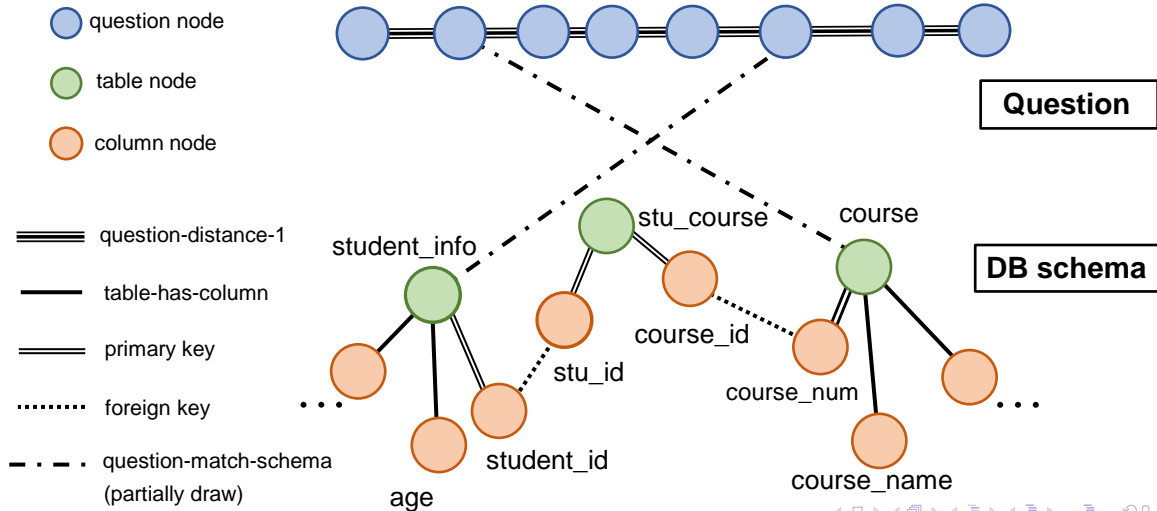 question node
table node
column node
Question
question-distance-1
table-has-column
primary key
foreign key
question-match-schema
(partially draw)
student_info
stu_course
course
DB schema
stu_id
course_id
course_num
. . .
. . .
student_id
age
course_name